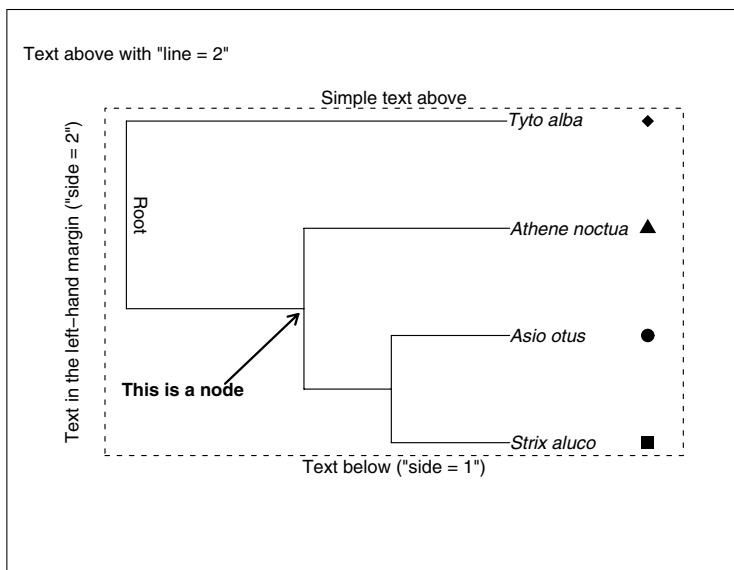 Text above with "line = 2"
Simple text above
Tyto alba
Text in the left−hand margin ("side = 2")
Root
Athene noctua
Asio otus
This is a node
Strix aluco
Text below ("side = 1")